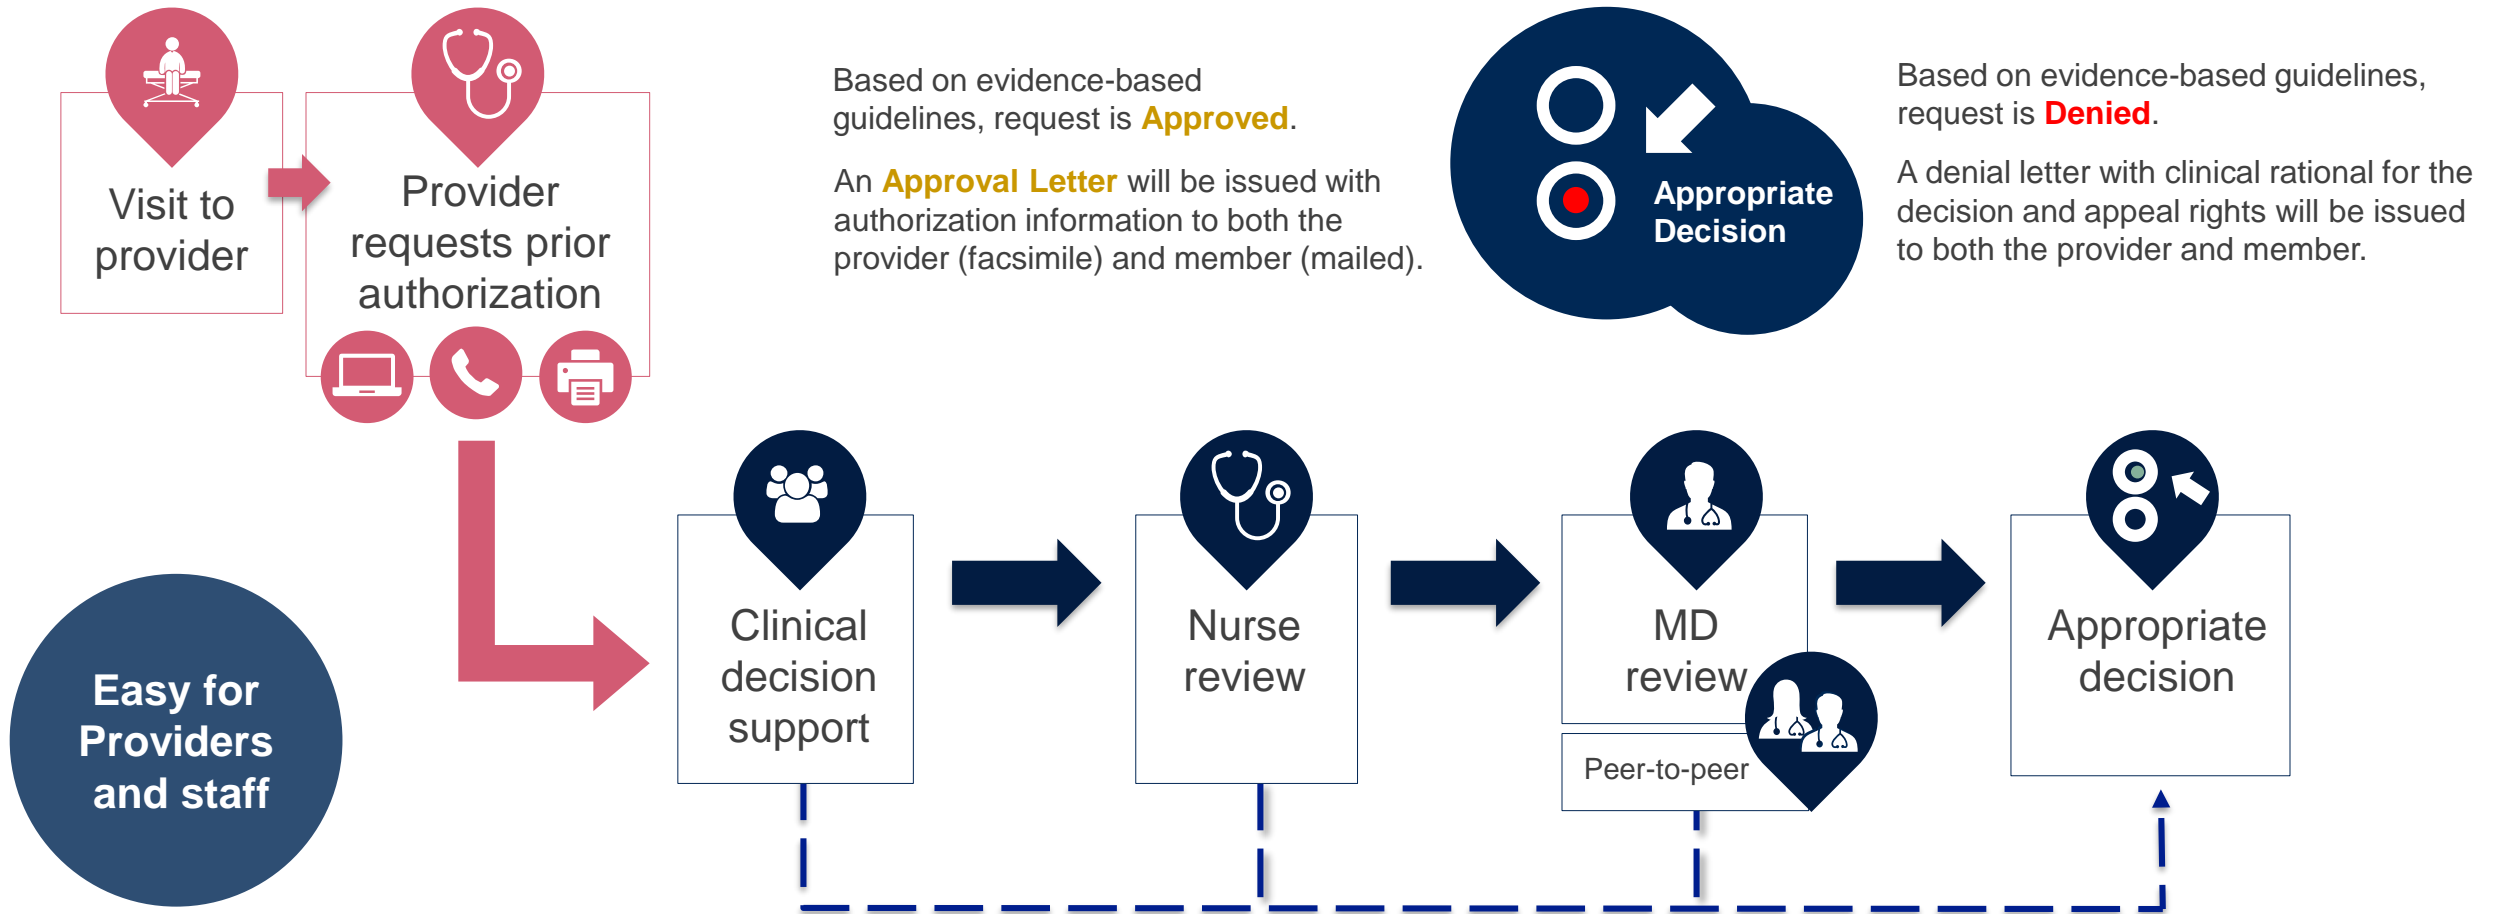 Visit to
provider
Provider
requests prior
authorization
Based on evidence-based
guidelines, request is Approved.
An Approval Letter will be issued with
authorization information to both the
provider (facsimile) and member (mailed).
Appropriate
Decision
Based on evidence-based guidelines,
request is Denied.
A denial letter with clinical rational for the
decision and appeal rights will be issued
to both the provider and member.
Easy for
Providers
and staff
Clinical
decision
support
Nurse
review
MD
review
Peer-to-peer
Appropriate
decision